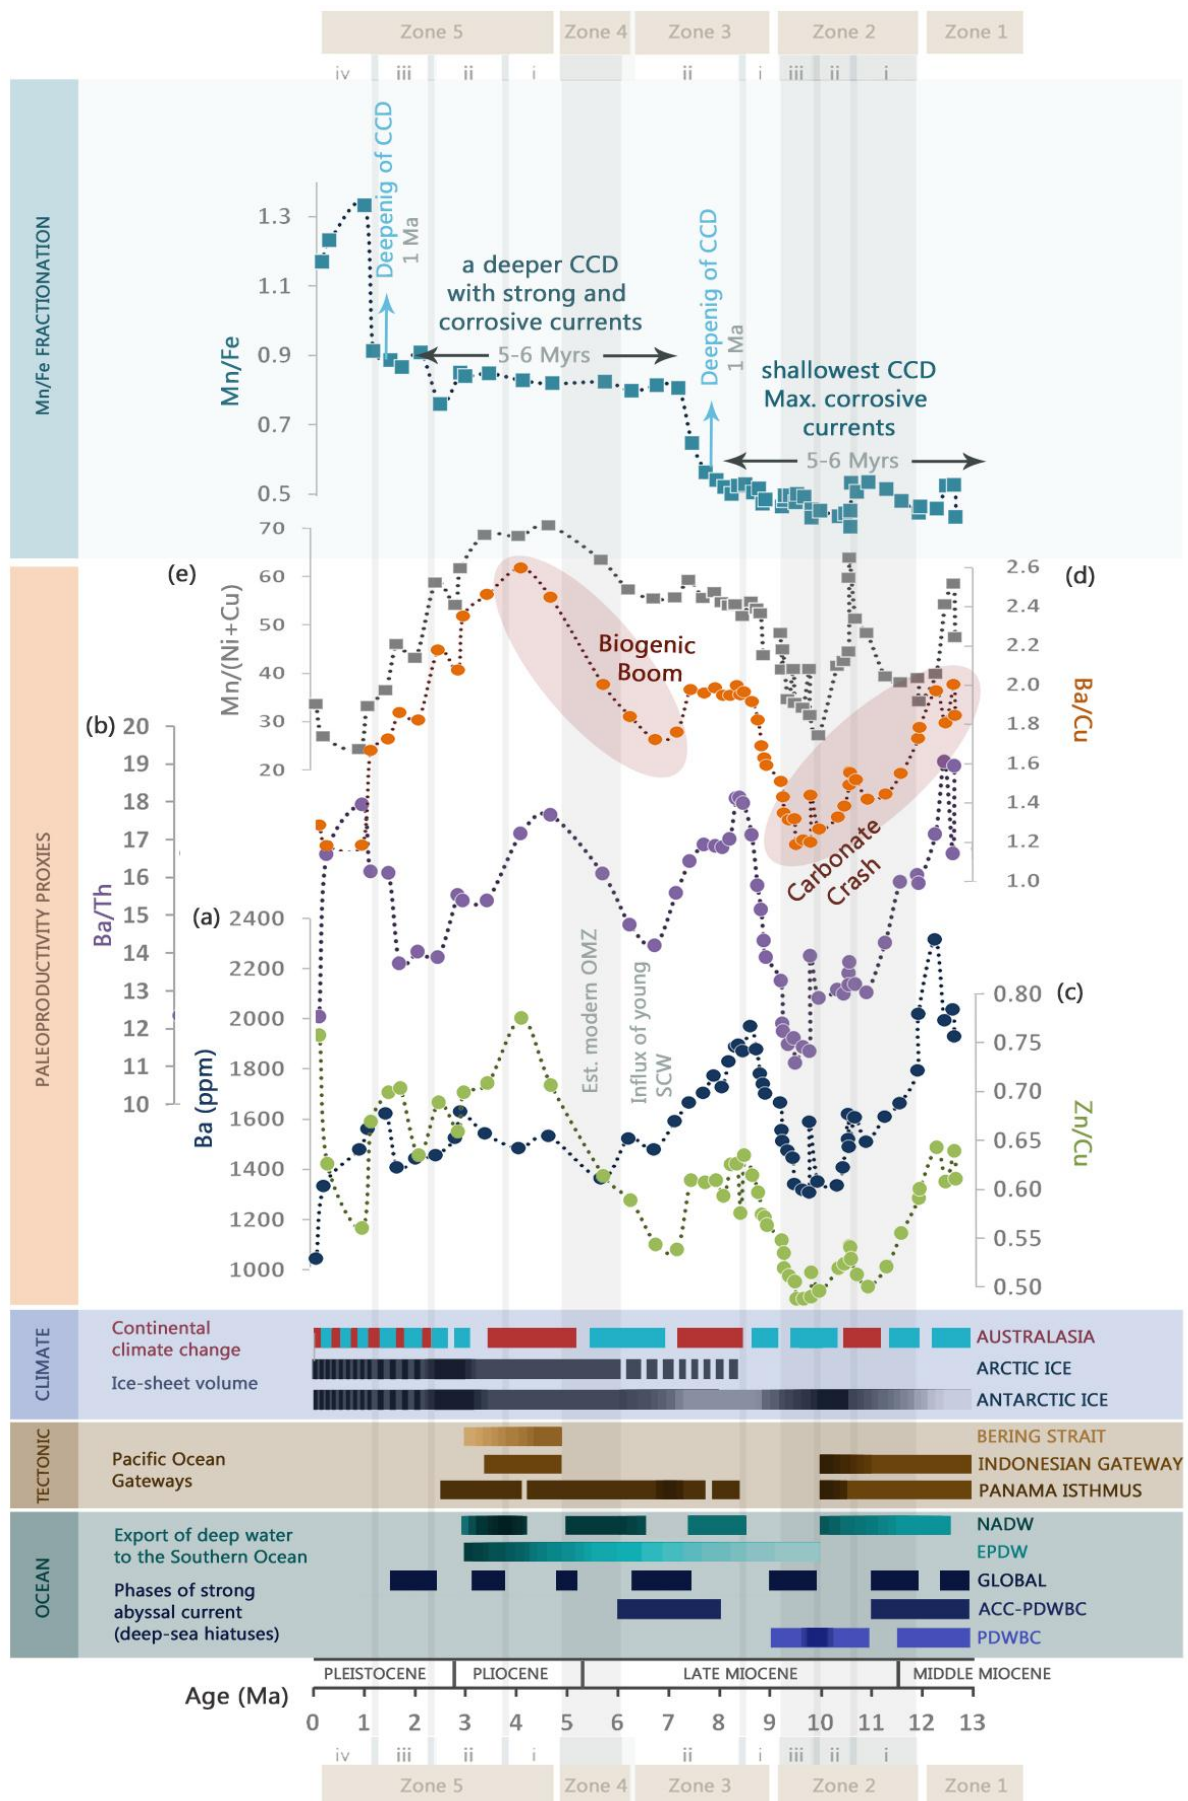 Zone 5 Zone 4 Zone 3 Zone 2 Zone 1
iv iii ii i ii i iii ii i
Mn/Fe FRACTIONATION
Mn/Fe
1.3
1.1
0.9
0.7
0.5
Deepenig of CCD
1 Ma
a deeper CCD
with strong and
corrosive currents
5-6 Myrs
Deepenig of CCD
1 Ma
shallowest CCD
Max. corrosive
currents
5-6 Myrs
PALEOPRODUCTIVITY PROXIES
(e)
Mn/(Ni+Cu)
70
60
50
40
30
20
(d)
Ba/Cu
2.6
2.4
2.2
2.0
1.8
1.6
1.4
1.2
1.0
Biogenic
Boom
Carbonate
Crash
(b)
Ba/Th
20
19
18
17
16
15
14
13
12
11
10
(a)
Ba (ppm)
2400
2200
2000
1800
1600
1400
1200
1000
Est. modern OMZ
Influx of young
SCW
(c)
Zn/Cu
0.80
0.75
0.70
0.65
0.60
0.55
0.50
CLIMATE
Continental
climate change
Ice-sheet volume
AUSTRALASIA
ARCTIC ICE
ANTARCTIC ICE
TECTONIC
Pacific Ocean
Gateways
BERING STRAIT
INDONESIAN GATEWAY
PANAMA ISTHMUS
OCEAN
Export of deep water
to the Southern Ocean
Phases of strong
abyssal current
(deep-sea hiatuses)
NADW
EPDW
GLOBAL
ACC-PDWBC
PDWBC
PLEISTOCENE PLIOCENE LATE MIOCENE MIDDLE MIOCENE
Age (Ma)
0 1 2 3 4 5 6 7 8 9 10 11 12 13
iv iii ii i ii i iii ii i
Zone 5 Zone 4 Zone 3 Zone 2 Zone 1